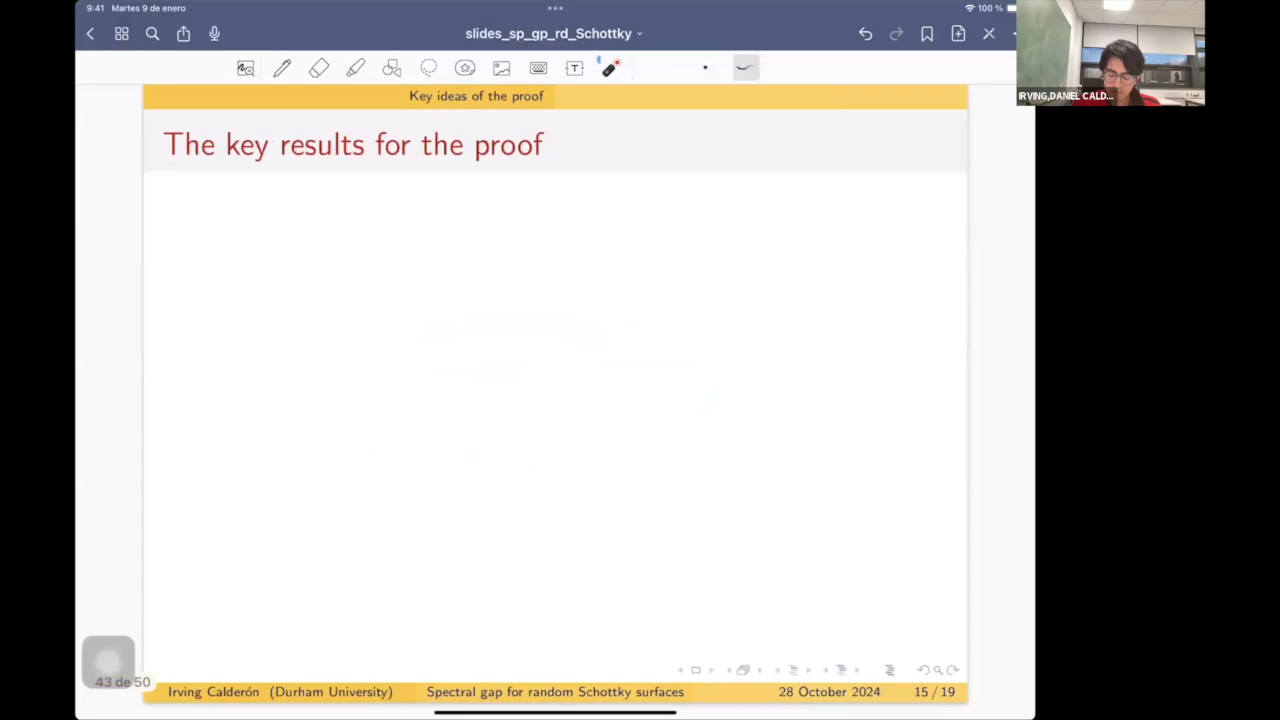 9:41 Martes 9 de enero
100 %
slides_sp_gp_rd_Schottky
IRVING,DANIEL CALD...
Key ideas of the proof
The key results for the proof
43 de 50
Irving Calderón (Durham University) Spectral gap for random Schottky surfaces 28 October 2024 15 / 19